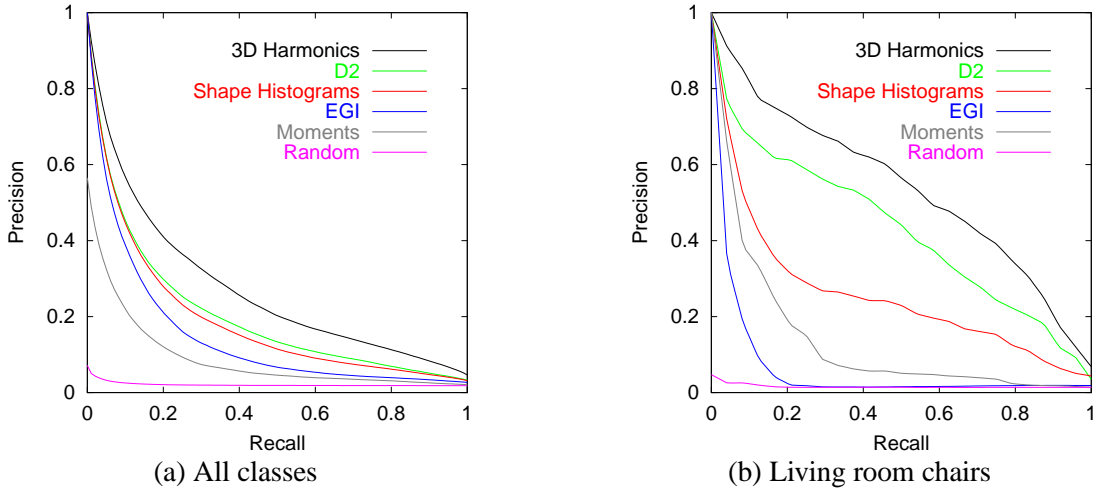 1
0.8
0.6
0.4
0.2
0
0 0.2 0.4 0.6 0.8 1
Precision
Recall
3D Harmonics
D2
Shape Histograms
EGI
Moments
Random
(a) All classes
1
0.8
0.6
0.4
0.2
0
0 0.2 0.4 0.6 0.8 1
Precision
Recall
3D Harmonics
D2
Shape Histograms
EGI
Moments
Random
(b) Living room chairs